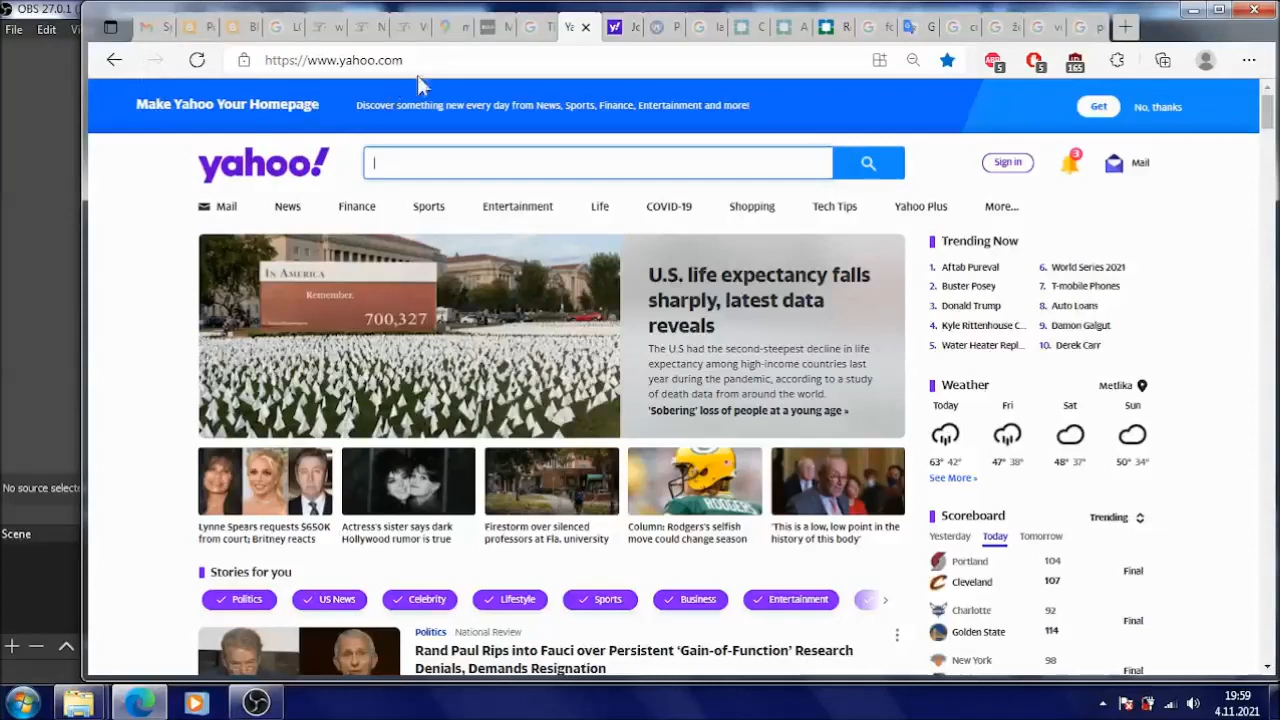 OBS 27.0.1 (
File Edit
https://www.yahoo.com
5 5 165
Make Yahoo Your Homepage
Discover something new every day from News, Sports, Finance, Entertainment and more!
Get
No, thanks
yahoo!
Sign in
3
Mail
Mail News Finance Sports Entertainment Life COVID-19 Shopping Tech Tips Yahoo Plus More...
IN AMERICA
Remember.
700,327
U.S. life expectancy falls
sharply, latest data
reveals
The U.S had the second-steepest decline in life
expectancy among high-income countries last
year during the pandemic, according to a study
of death data from around the world.
'Sobering' loss of people at a young age »
Trending Now
1. Aftab Pureval
2. Buster Posey
3. Donald Trump
4. Kyle Rittenhouse C...
5. Water Heater Repl...
6. World Series 2021
7. T-mobile Phones
8. Auto Loans
9. Damon Galgut
10. Derek Carr
Weather
Metlika
Today Fri Sat Sun
63° 42° 47° 38° 48° 37° 50° 34°
See More »
Lynne Spears requests $650K
from court; Britney reacts
Actress's sister says dark
Hollywood rumor is true
Firestorm over silenced
professors at Fla. university
RODGERS
Column: Rodgers's selfish
move could change season
'This is a low, low point in the
history of this body'
Scoreboard
Trending
Yesterday Today Tomorrow
Portland 104
Cleveland 107
Final
Charlotte 92
Golden State 114
Final
New York 98
Final
Stories for you
Politics US News Celebrity Lifestyle Sports Business Entertainment
Politics National Review
Rand Paul Rips into Fauci over Persistent ‘Gain-of-Function’ Research
Denials, Demands Resignation
No source select
Scene
19:59
4.11.2021